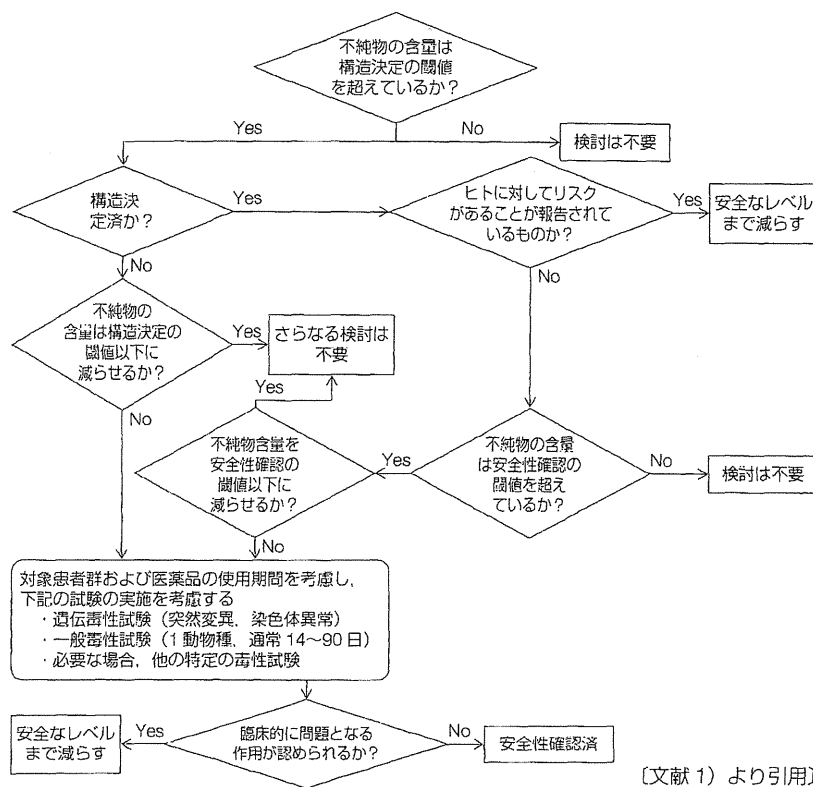 不純物の含量は
構造決定の閾値
を超えているか？
Yes
No
検討は不要
構造決
定済か？
Yes
ヒトに対してリスク
があることが報告されて
いるものか？
Yes
安全なレベル
まで減らす
No
No
不純物の
含量は構造決定の
閾値以下に
減らせるか？
Yes
さらなる検討は
不要
Yes
No
不純物含量を
安全性確認の
閾値以下に
減らせるか？
Yes
不純物の含量
は安全性確認の
閾値を超え
ているか？
No
検討は不要
No
対象患者群および医薬品の使用期間を考慮し，
下記の試験の実施を考慮する
・遺伝毒性試験（突然変異，染色体異常）
・一般毒性試験（1動物種，通常14～90日）
・必要な場合，他の特定の毒性試験
安全なレベル
まで減らす
Yes
臨床的に問題となる
作用が認められるか？
No
安全性確認済
〔文献1）より引用〕